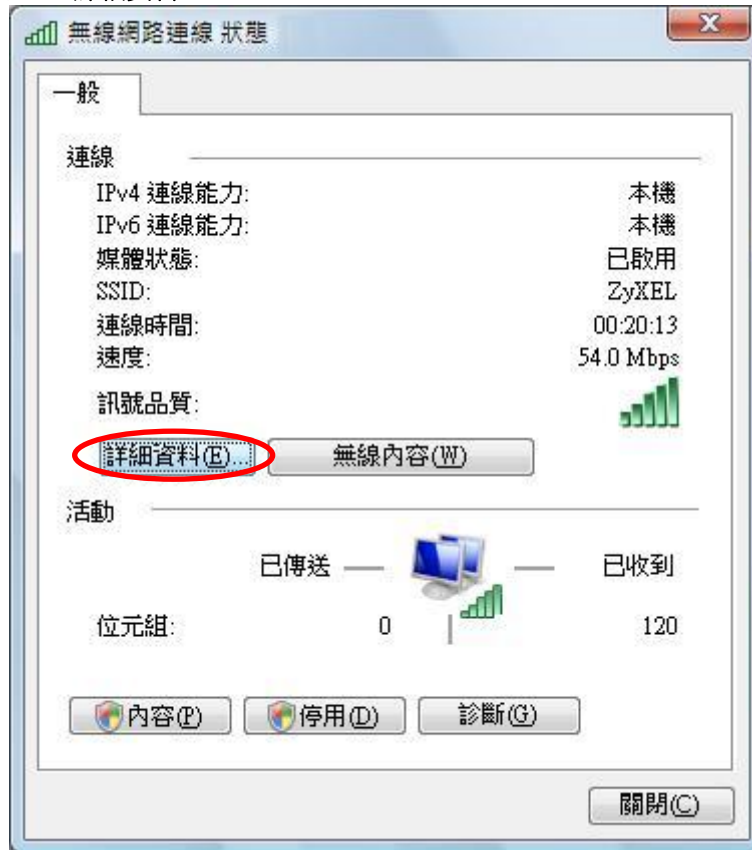 無線網路連線 狀態
一般
連線
IPv4 連線能力: 本機
IPv6 連線能力: 本機
媒體狀態: 已啟用
SSID: ZyXEL
連線時間: 00:20:13
速度: 54.0 Mbps
訊號品質:
詳細資料(E)... 無線內容(W)
活動
已傳送 — — 已收到
位元組: 0 120
內容(P) 停用(D) 診斷(G)
關閉(C)